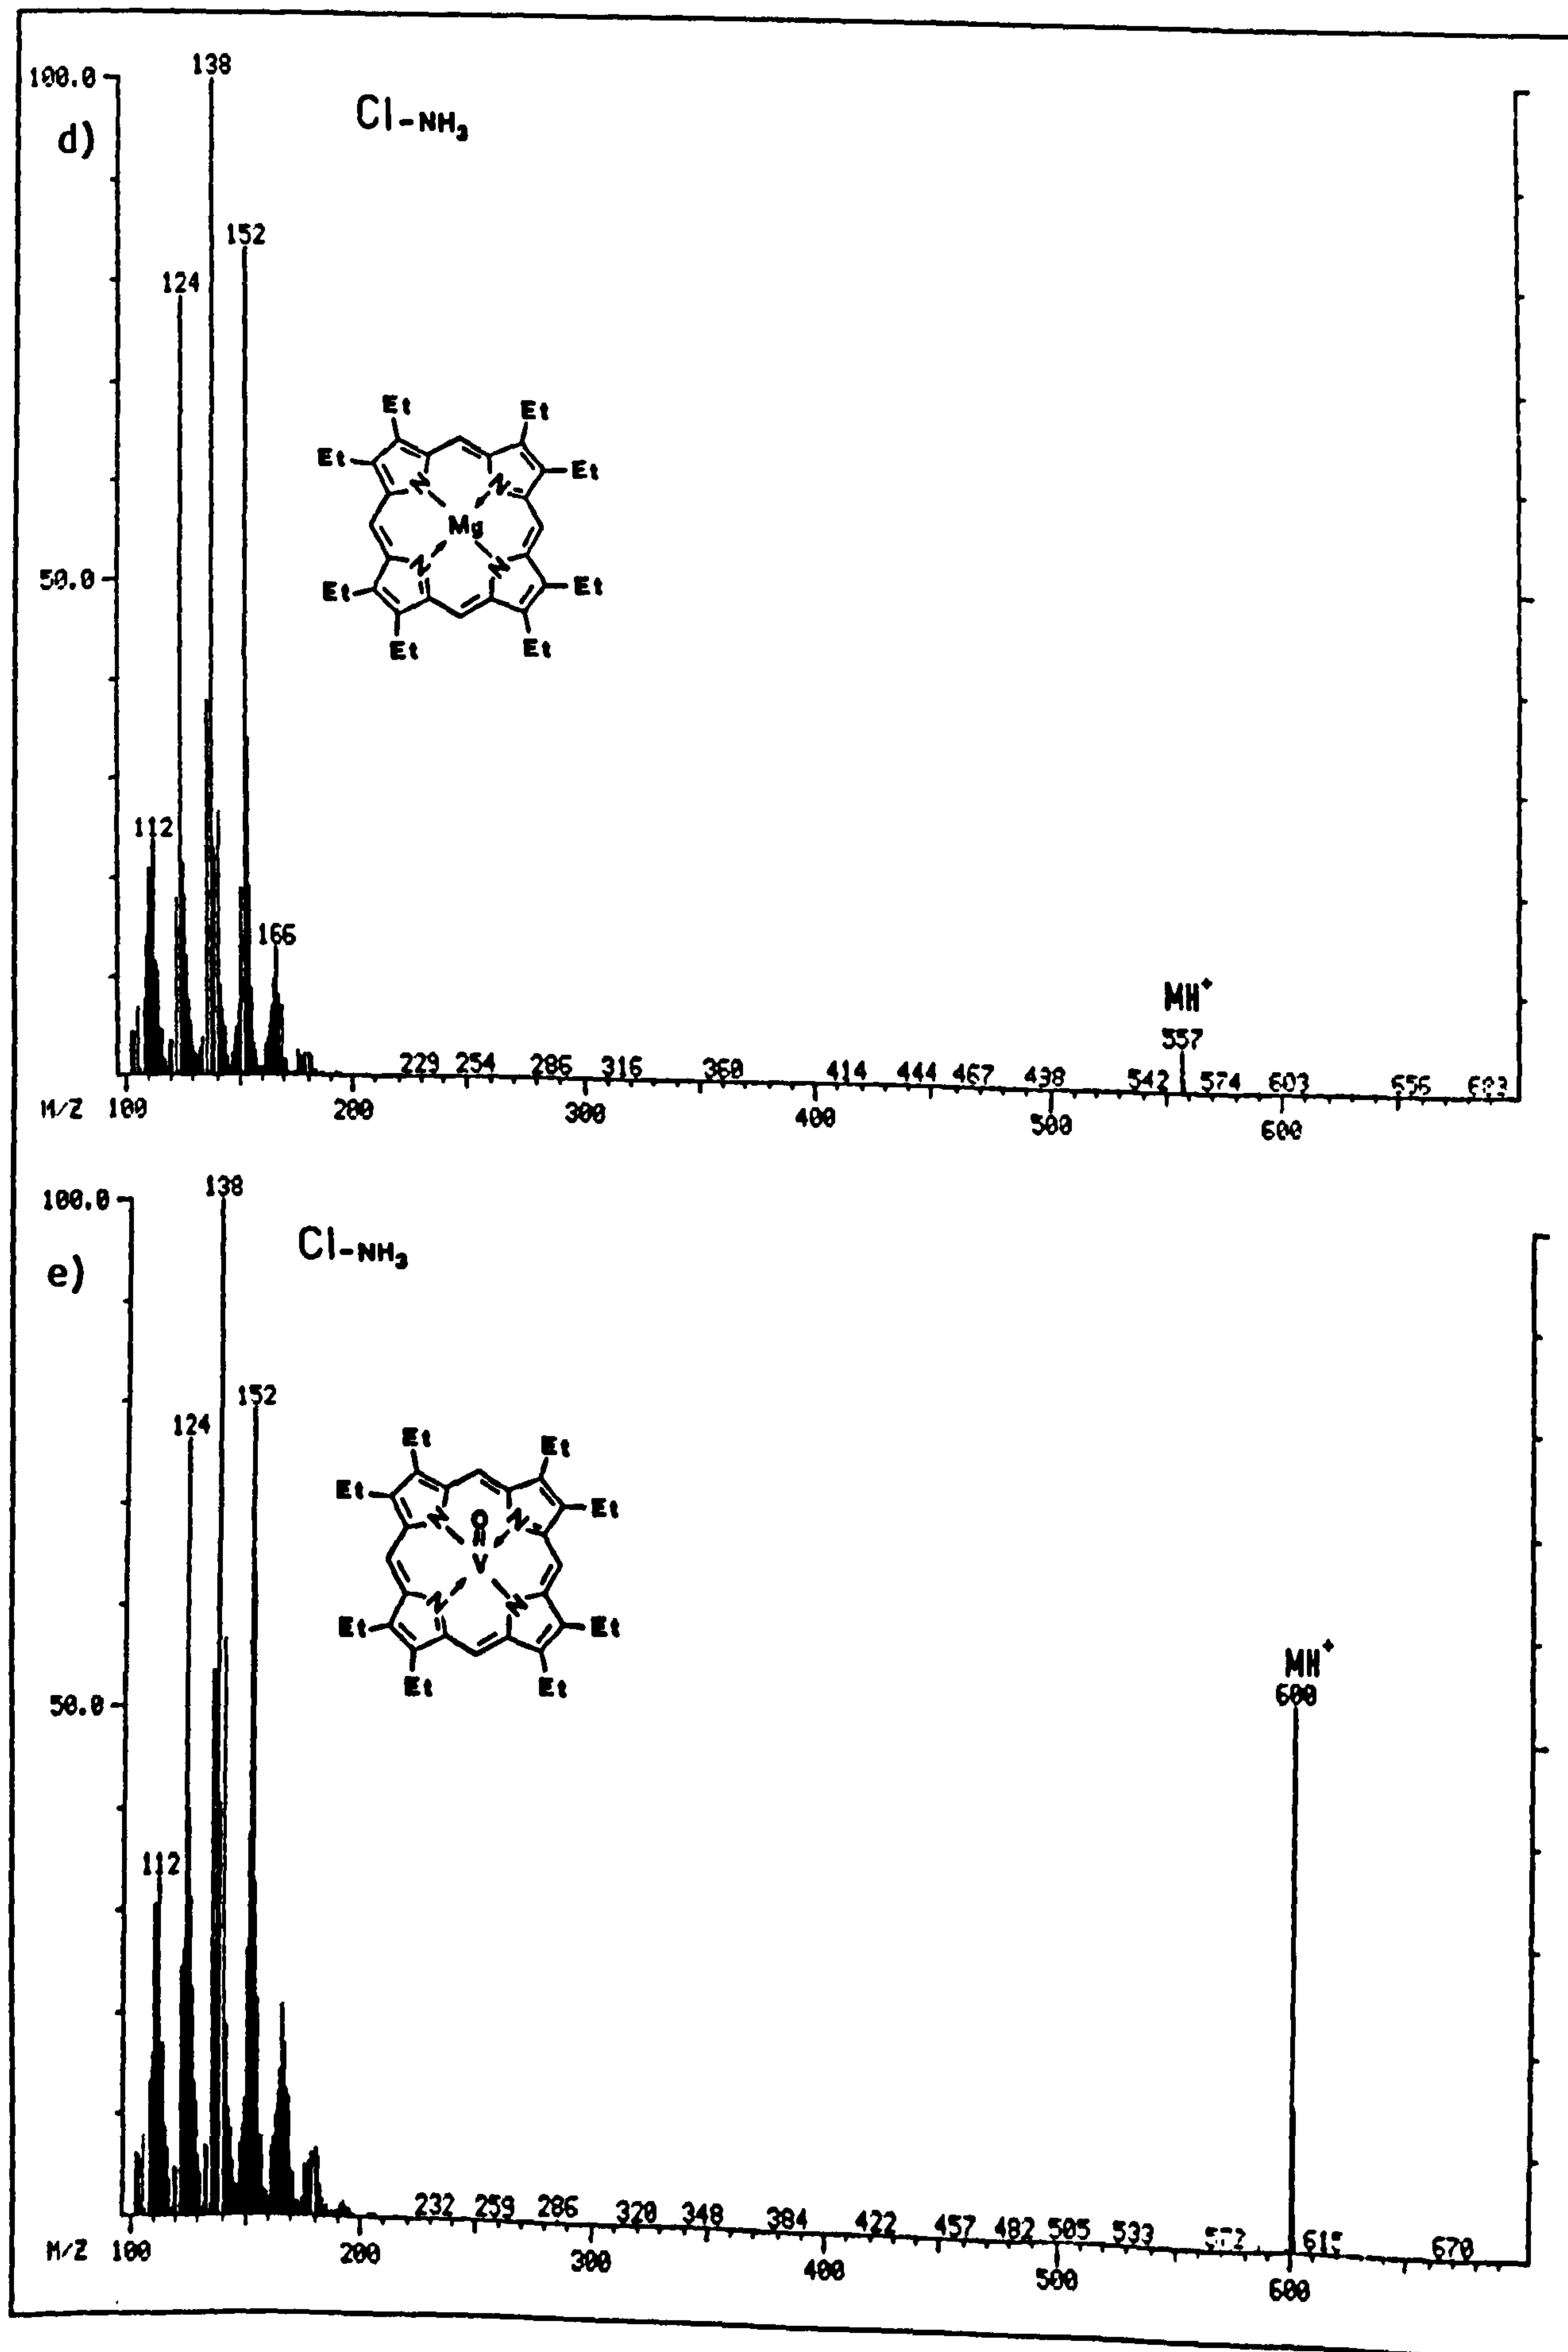 138
100.0
CI-NH3
d)
152
124
Et Et
Et Et
N N
Mg
50.0
N N
Et Et
Et Et
112
166
MH+
557
229 254 286 316 360 414 444 467 498 542 574 603 656 683
M/Z 100 200 300 400 500 600
138
100.0
CI-NH3
e)
152
124
Et Et
Et Et
N O N
V
N N
Et Et
Et Et
MH+
600
50.0
112
232 259 286 320 348 384 422 457 482 505 533 572 615 670
M/Z 100 200 300 400 500 600